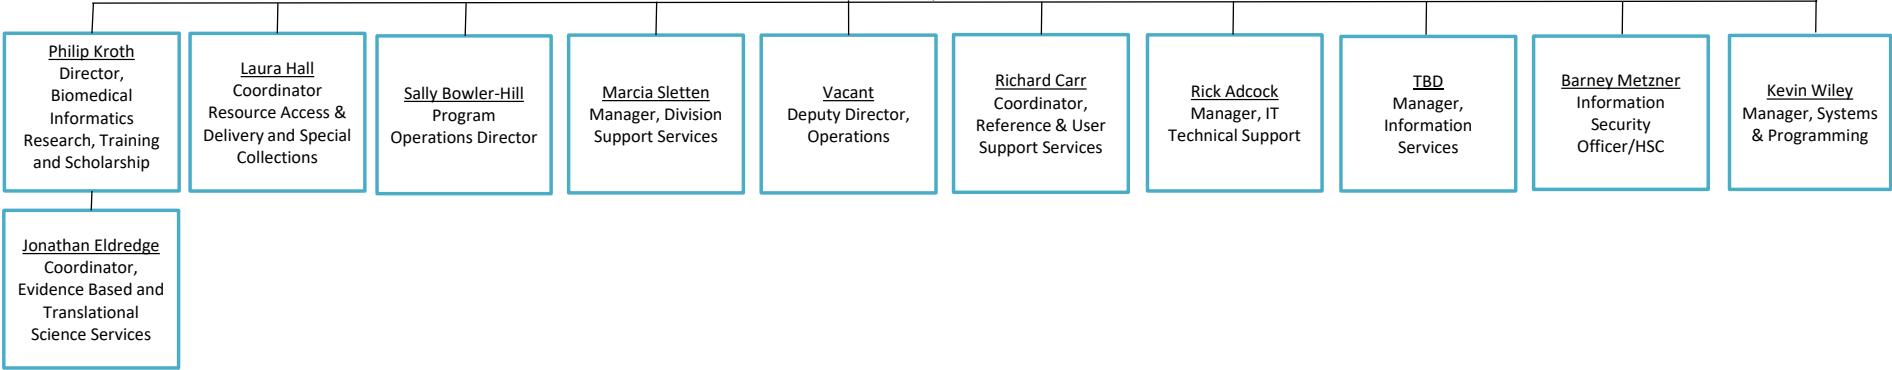 Philip Kroth
Director,
Biomedical
Informatics
Research, Training
and Scholarship
Laura Hall
Coordinator
Resource Access &
Delivery and Special
Collections
Sally Bowler-Hill
Program
Operations Director
Marcia Sletten
Manager, Division
Support Services
Vacant
Deputy Director,
Operations
Richard Carr
Coordinator,
Reference & User
Support Services
Rick Adcock
Manager, IT
Technical Support
TBD
Manager,
Information
Services
Barney Metzner
Information
Security
Officer/HSC
Kevin Wiley
Manager, Systems
& Programming
Jonathan Eldredge
Coordinator,
Evidence Based and
Translational
Science Services